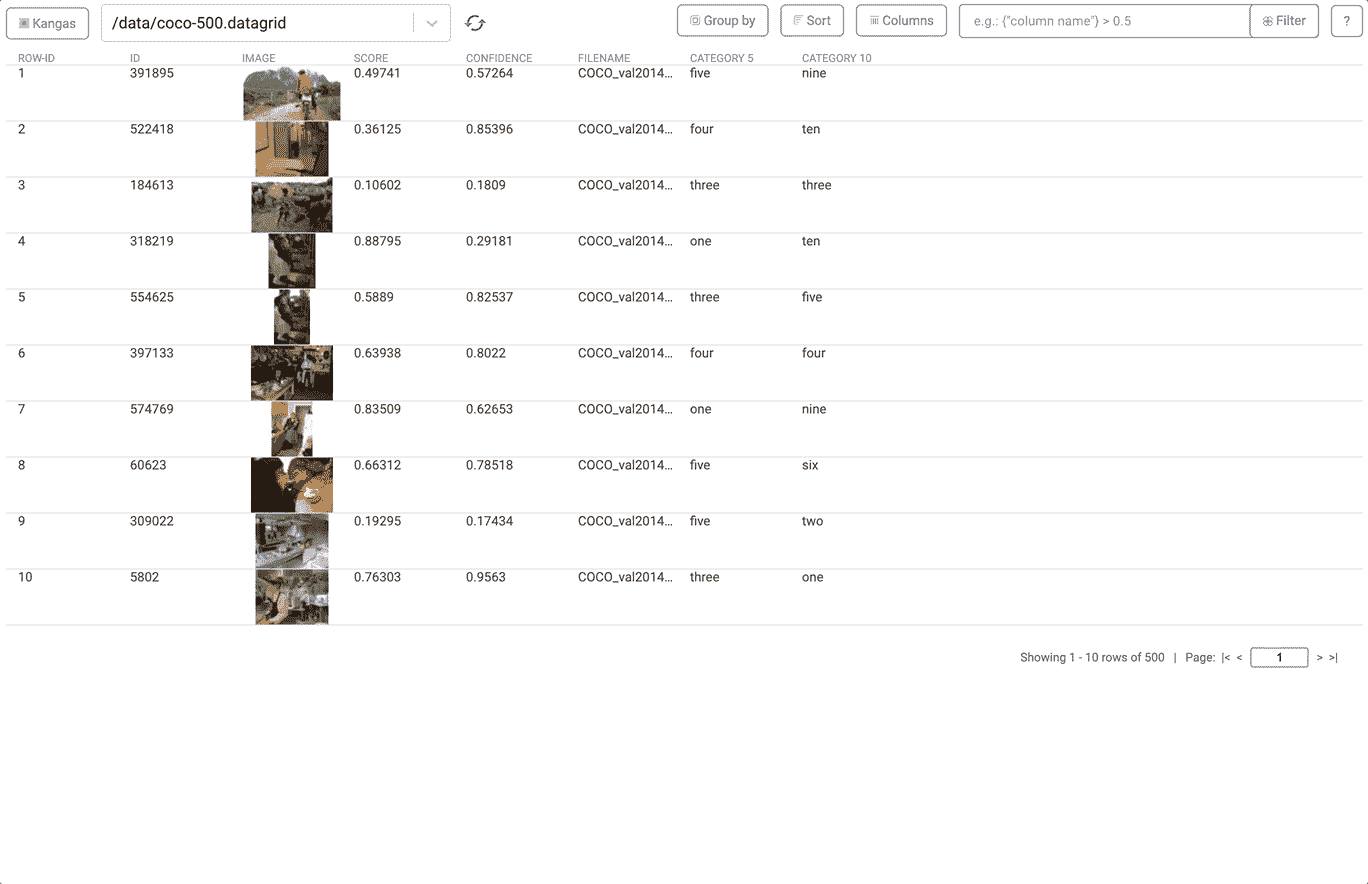 Kangas /data/coco-500.datagrid Group by Sort Columns e.g.: {"column name"} > 0.5 Filter ?
ROW-ID ID IMAGE SCORE CONFIDENCE FILENAME CATEGORY 5 CATEGORY 10
1 391895 0.49741 0.57264 COCO_val2014... five nine
2 522418 0.36125 0.85396 COCO_val2014... four ten
3 184613 0.10602 0.1809 COCO_val2014... three three
4 318219 0.88795 0.29181 COCO_val2014... one ten
5 554625 0.5889 0.82537 COCO_val2014... three five
6 397133 0.63938 0.8022 COCO_val2014... four four
7 574769 0.83509 0.62653 COCO_val2014... one nine
8 60623 0.66312 0.78518 COCO_val2014... five six
9 309022 0.19295 0.17434 COCO_val2014... five two
10 5802 0.76303 0.9563 COCO_val2014... three one
Showing 1 - 10 rows of 500 | Page: |< < 1 > >|